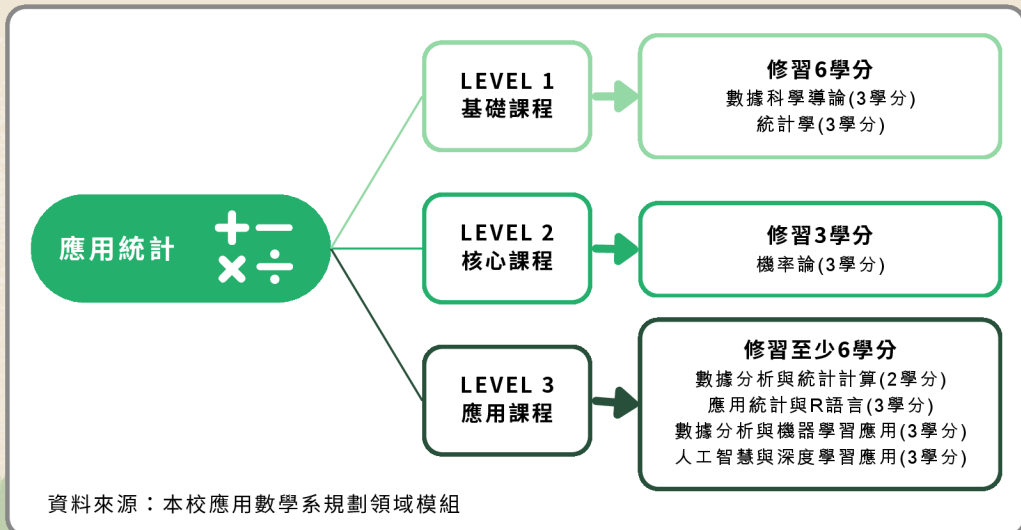 應用統計
LEVEL 1
基礎課程
修習6學分
數據科學導論(3學分)
統計學(3學分)
LEVEL 2
核心課程
修習3學分
機率論(3學分)
LEVEL 3
應用課程
修習至少6學分
數據分析與統計計算(2學分)
應用統計與R語言(3學分)
數據分析與機器學習應用(3學分)
人工智慧與深度學習應用(3學分)
資料來源：本校應用數學系規劃領域模組